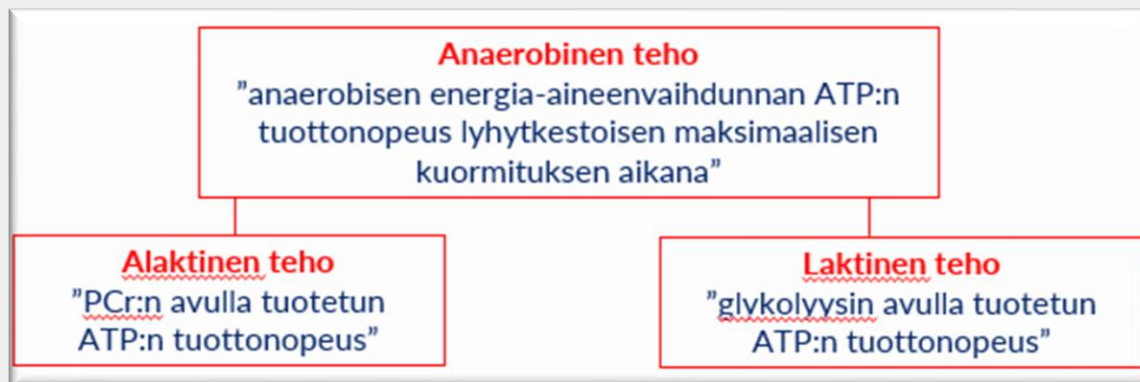 Anaerobinen teho
”anaerobisen energia-aineenvaihdunnan ATP:n
tuottonopeus lyhytkestoisen maksimaalisen
kuormituksen aikana”
Alaktinen teho
”PCr:n avulla tuotetun
ATP:n tuottonopeus”
Laktinen teho
”glykolyysin avulla tuotetun
ATP:n tuottonopeus”